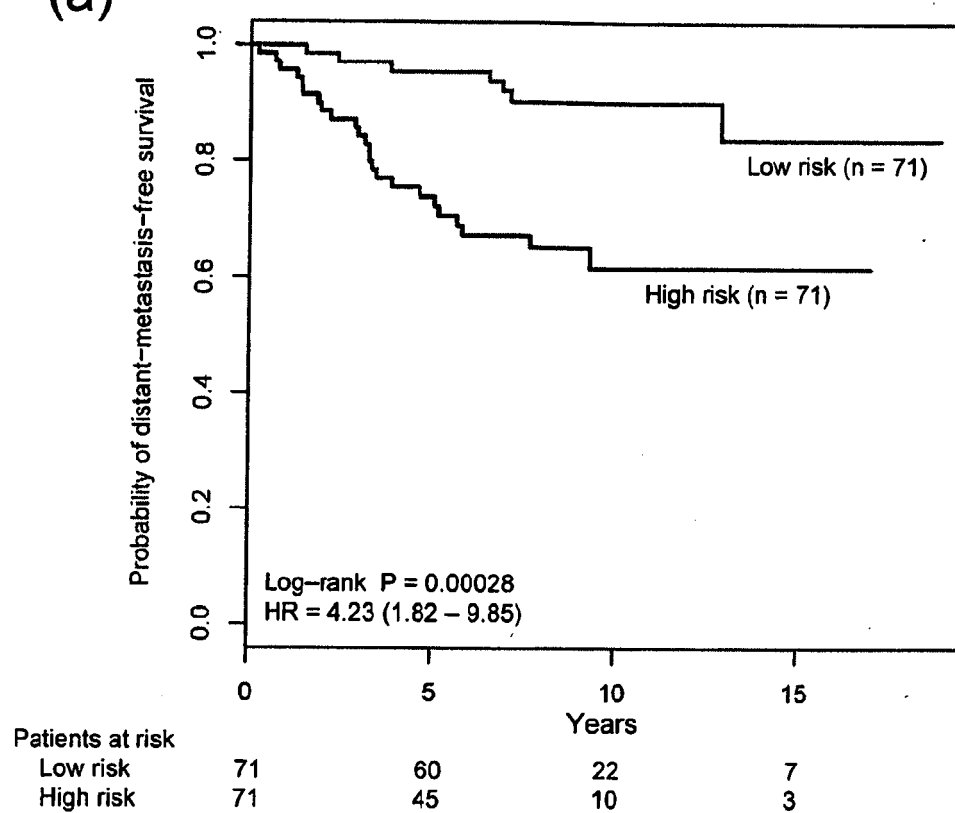 (a)
Probability of distant-metastasis-free survival
1.0
0.8
0.6
0.4
0.2
0.0
Low risk (n = 71)
High risk (n = 71)
Log-rank P = 0.00028
HR = 4.23 (1.82 – 9.85)
0 5 10 15
Years
Patients at risk
Low risk 71 60 22 7
High risk 71 45 10 3